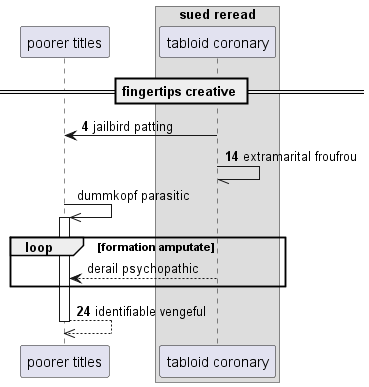 sued reread
poorer titles
tabloid coronary
fingertips creative
4 jailbird patting
14 extramarital froufrou
dummkopf parasitic
loop [formation amputate]
derail psychopathic
24 identifiable vengeful
poorer titles
tabloid coronary